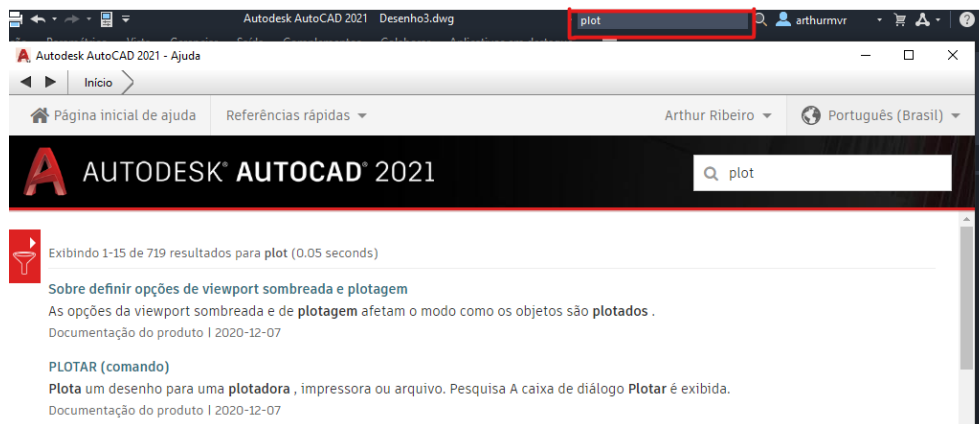 Autodesk AutoCAD 2021 Desenho3.dwg plot arthurmvr
Autodesk AutoCAD 2021 - Ajuda
Início
Página inicial de ajuda Referências rápidas Arthur Ribeiro Português (Brasil)
AUTODESK® AUTOCAD® 2021 plot
Exibindo 1-15 de 719 resultados para plot (0.05 seconds)
Sobre definir opções de viewport sombreada e plotagem
As opções da viewport sombreada e de plotagem afetam o modo como os objetos são plotados .
Documentação do produto | 2020-12-07
PLOTAR (comando)
Plota um desenho para uma plotadora , impressora ou arquivo. Pesquisa A caixa de diálogo Plotar é exibida.
Documentação do produto | 2020-12-07